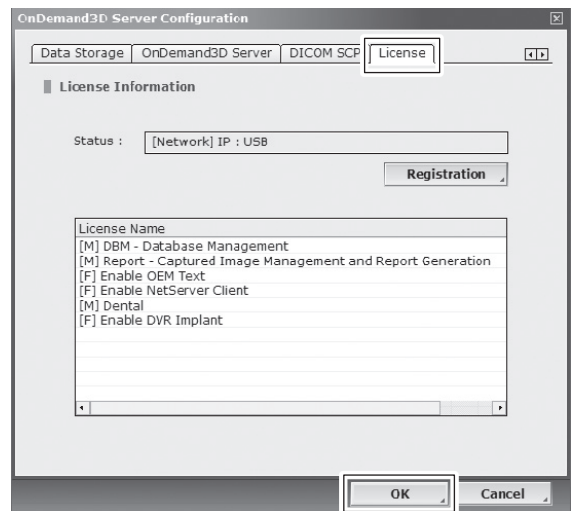 OnDemand3D Server Configuration
Data Storage OnDemand3D Server DICOM SCP License
License Information
Status : [Network] IP : USB
Registration
License Name
[M] DBM - Database Management
[M] Report - Captured Image Management and Report Generation
[F] Enable OEM Text
[F] Enable NetServer Client
[M] Dental
[F] Enable DVR Implant
OK Cancel